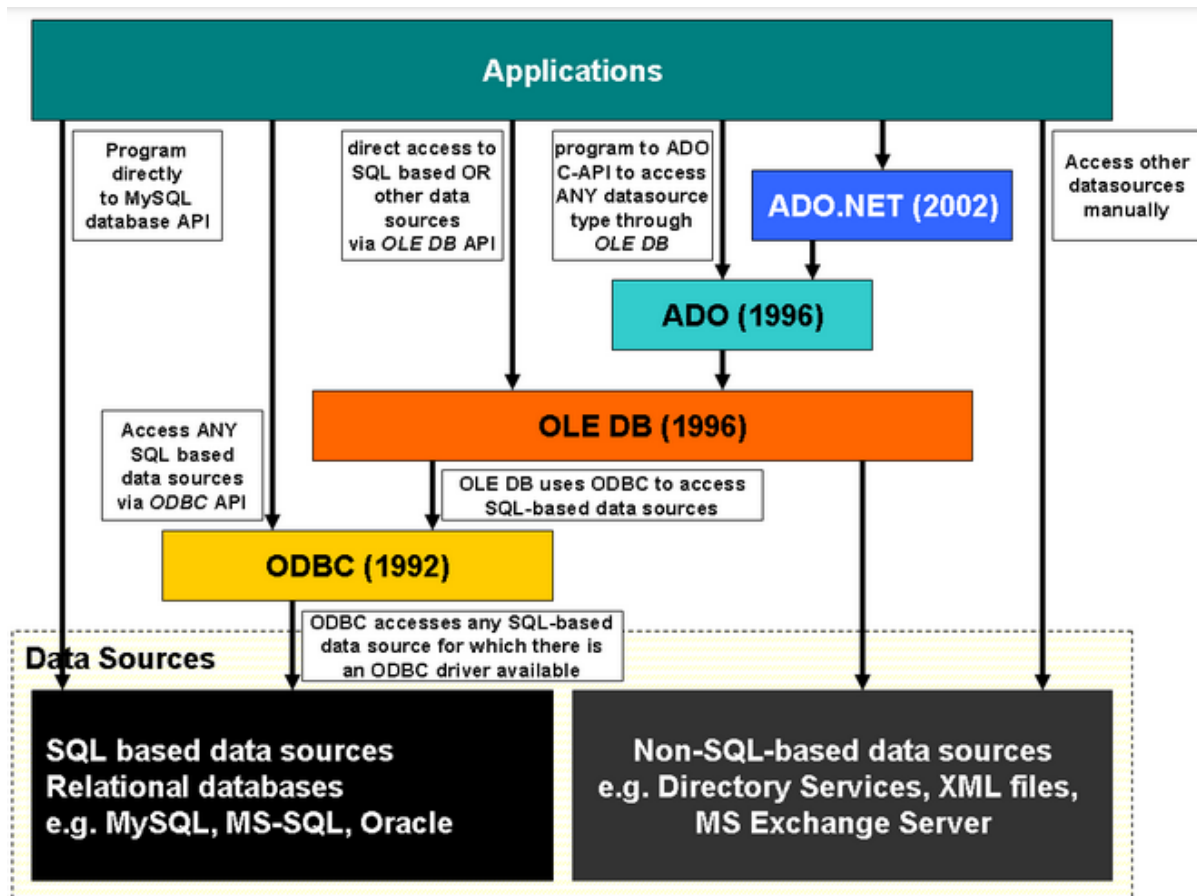 Applications
Program
directly
to MySQL
database API
direct access to
SQL based OR
other data
sources
via OLE DB API
program to ADO
C-API to access
ANY datasource
type through
OLE DB
ADO.NET (2002)
Access other
datasources
manually
ADO (1996)
OLE DB (1996)
Access ANY
SQL based
data sources
via ODBC API
OLE DB uses ODBC to access
SQL-based data sources
ODBC (1992)
ODBC accesses any SQL-based
data source for which there is
an ODBC driver available
Data Sources
SQL based data sources
Relational databases
e.g. MySQL, MS-SQL, Oracle
Non-SQL-based data sources
e.g. Directory Services, XML files,
MS Exchange Server